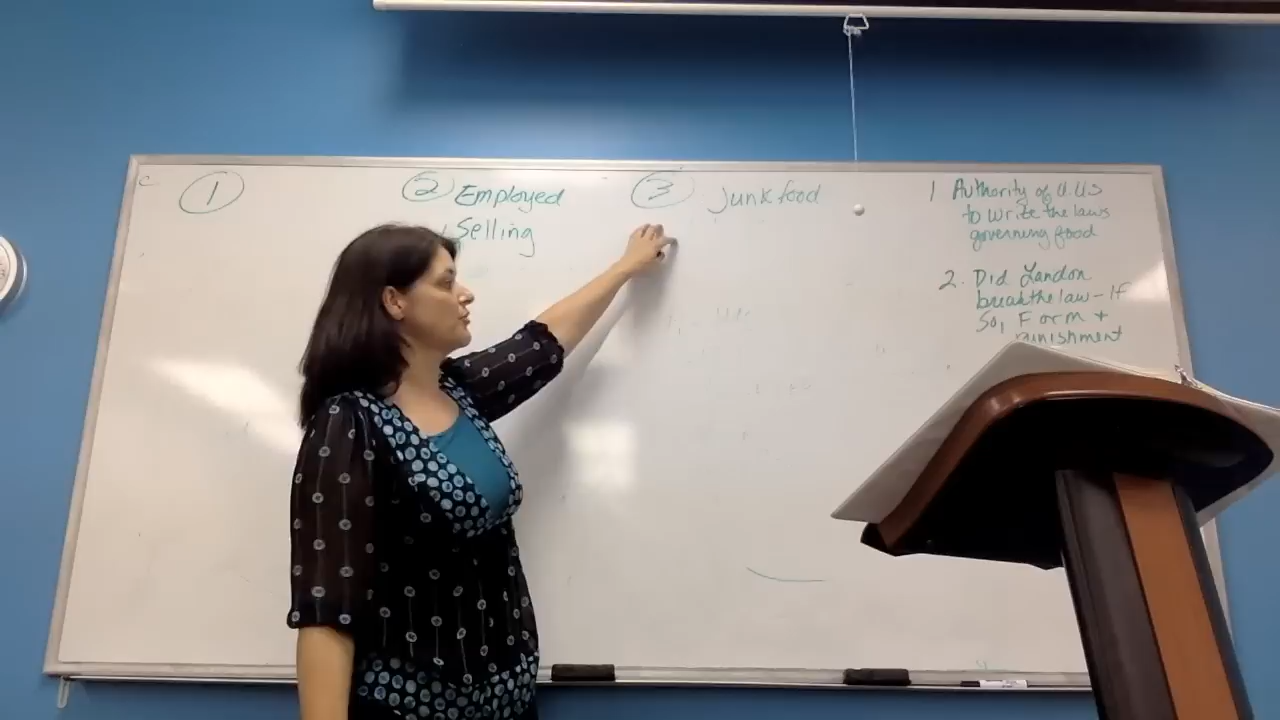 c
1
2 Employed
Selling
3 Junk food
1 Authority of U.US
to write the laws
governing food
2. Did Landon
break the law - If
So, Form +
punishment